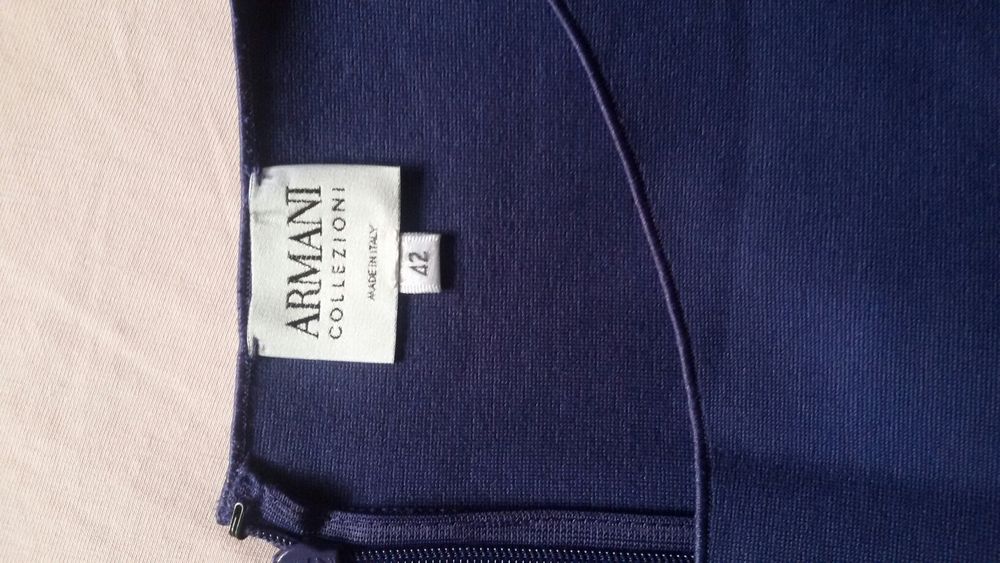 ARMANI
COLLEZIONI
MADE IN ITALY
42